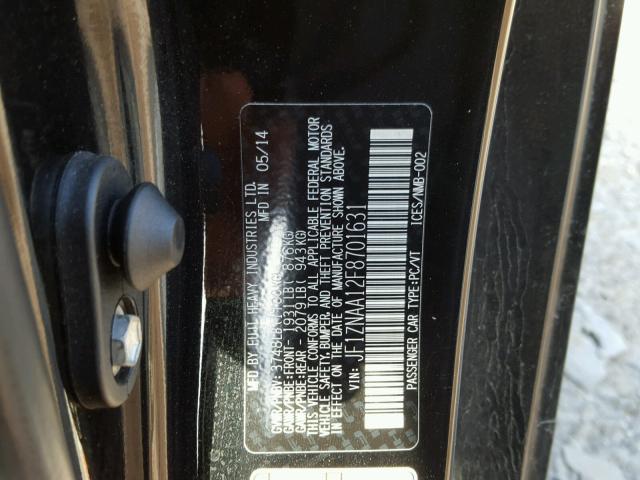 MFD BY FUJI HEAVY INDUSTRIES LTD.
MFD IN 05/14
GVWR/PNBV-3748LB
GAWR/PNBE:FRONT- 1931LB( 876KG)
GAWR/PNBE:REAR- 2079LB( 943KG)
THIS VEHICLE CONFORMS TO ALL APPLICABLE FEDERAL MOTOR
VEHICLE SAFETY, BUMPER, AND THEFT PREVENTION STANDARDS
IN EFFECT ON THE DATE OF MANUFACTURE SHOWN ABOVE.
VIN: JF1ZNAA12F8701631
PASSENGER CAR TYPE:PC/VT ICES/NMB-002